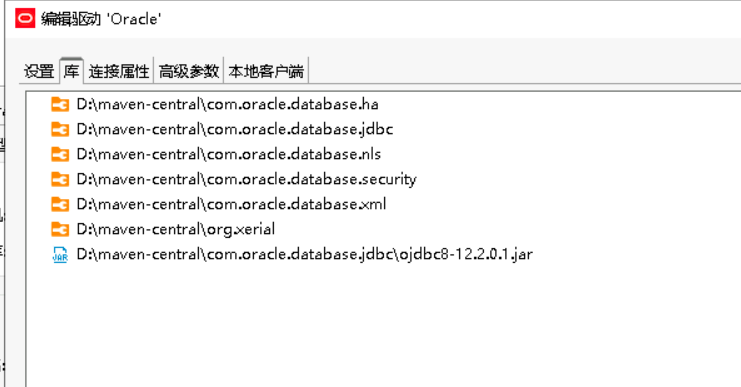 编辑驱动 'Oracle'
设置 库 连接属性 高级参数 本地客户端
D:\maven-central\com.oracle.database.ha
D:\maven-central\com.oracle.database.jdbc
D:\maven-central\com.oracle.database.nls
D:\maven-central\com.oracle.database.security
D:\maven-central\com.oracle.database.xml
D:\maven-central\org.xerial
JAR D:\maven-central\com.oracle.database.jdbc\ojdbc8-12.2.0.1.jar